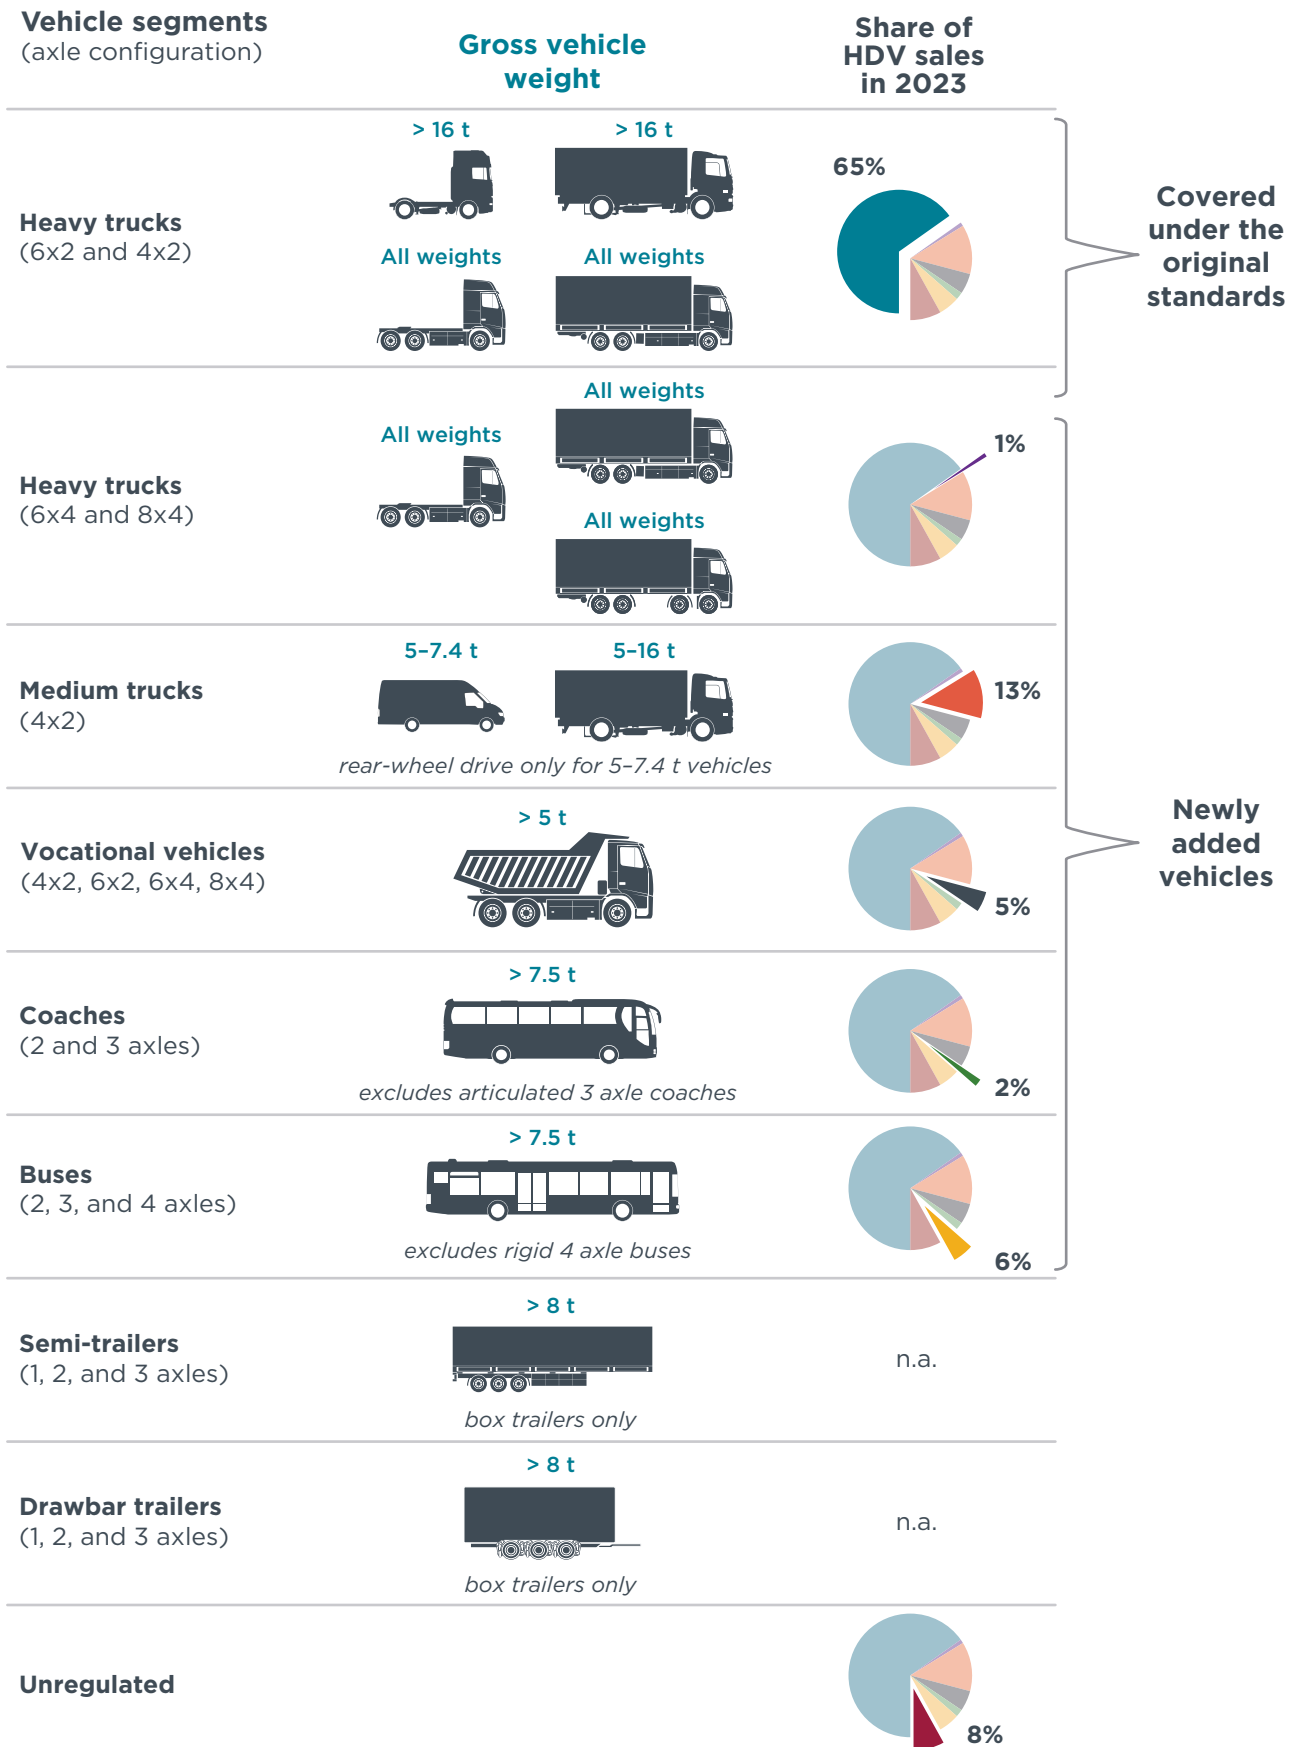 Vehicle segments
(axle configuration)
Gross vehicle
weight
Share of
HDV sales
in 2023
Heavy trucks
(6x2 and 4x2)
> 16 t
> 16 t
All weights
All weights
65%
Covered
under the
original
standards
Heavy trucks
(6x4 and 8x4)
All weights
All weights
All weights
1%
Medium trucks
(4x2)
5–7.4 t
5–16 t
rear-wheel drive only for 5–7.4 t vehicles
13%
Newly
added
vehicles
Vocational vehicles
(4x2, 6x2, 6x4, 8x4)
> 5 t
5%
Coaches
(2 and 3 axles)
> 7.5 t
excludes articulated 3 axle coaches
2%
Buses
(2, 3, and 4 axles)
> 7.5 t
excludes rigid 4 axle buses
6%
Semi-trailers
(1, 2, and 3 axles)
> 8 t
box trailers only
n.a.
Drawbar trailers
(1, 2, and 3 axles)
> 8 t
box trailers only
n.a.
Unregulated
8%